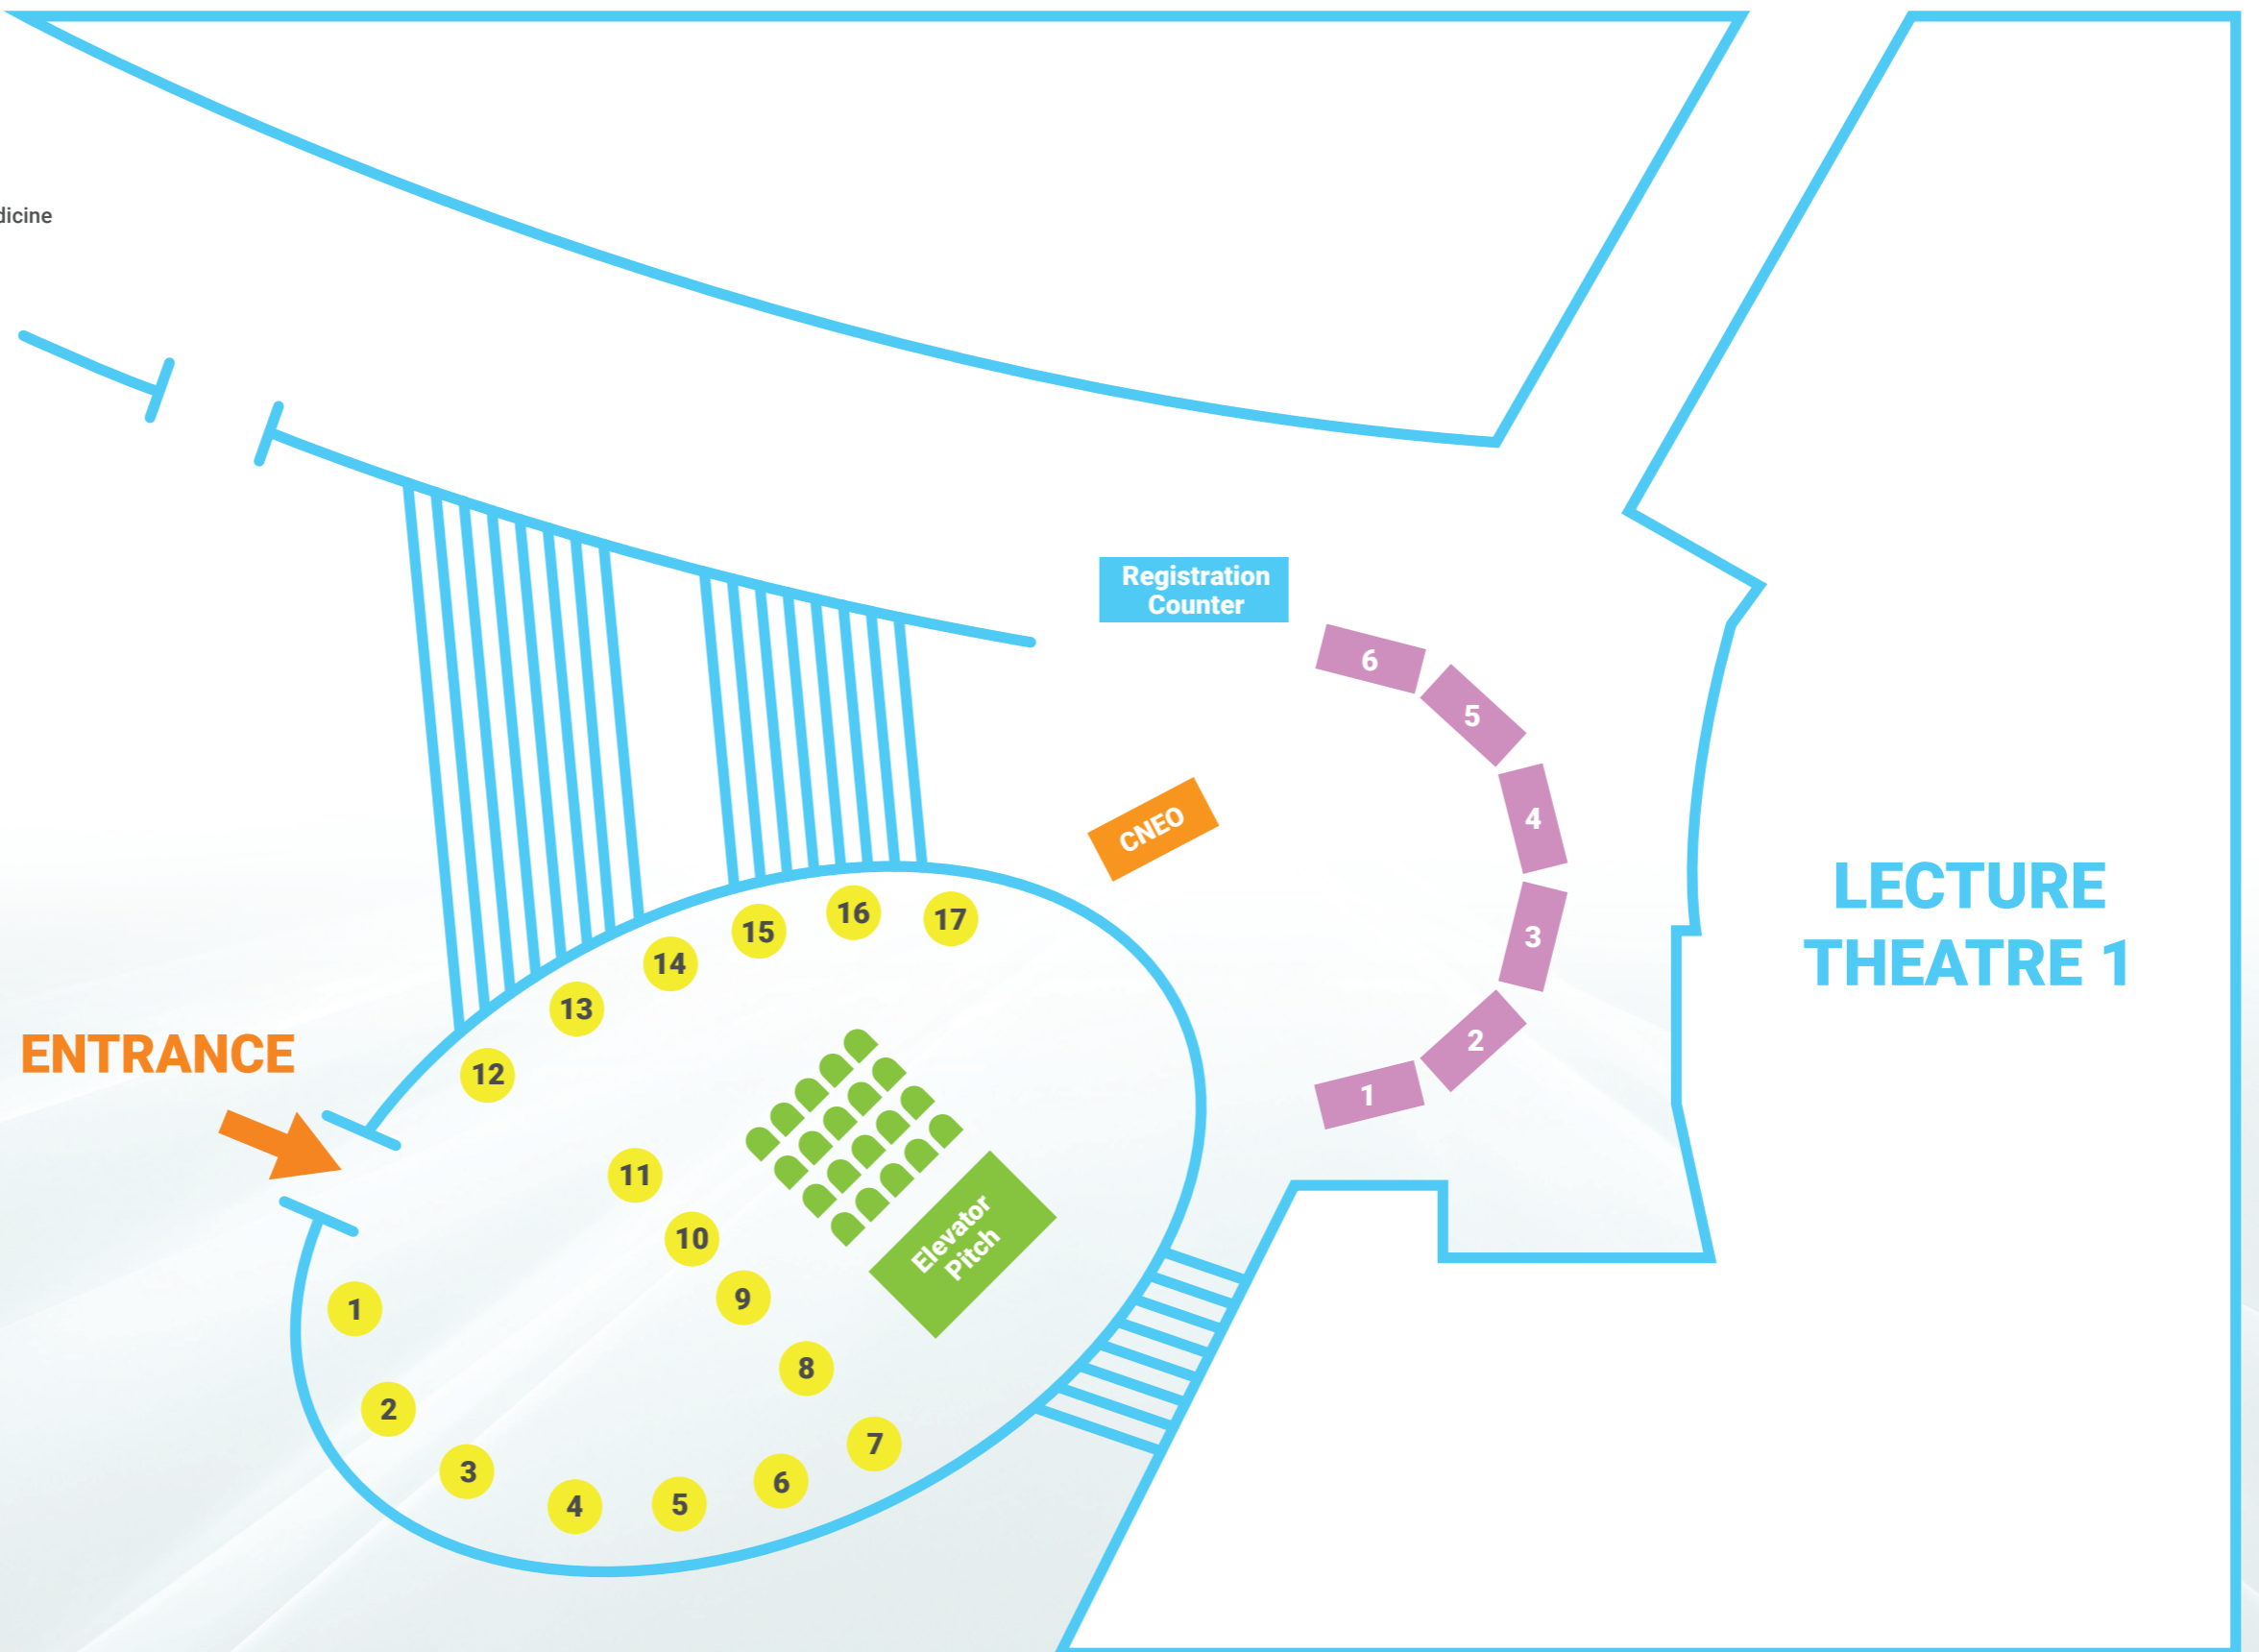 dicine
Registration
Counter
6
5
4
3
2
1
CNEO
LECTURE
THEATRE 1
ENTRANCE
17
16
15
14
13
12
11
10
9
8
7
6
5
4
3
2
1
Elevator
Pitch